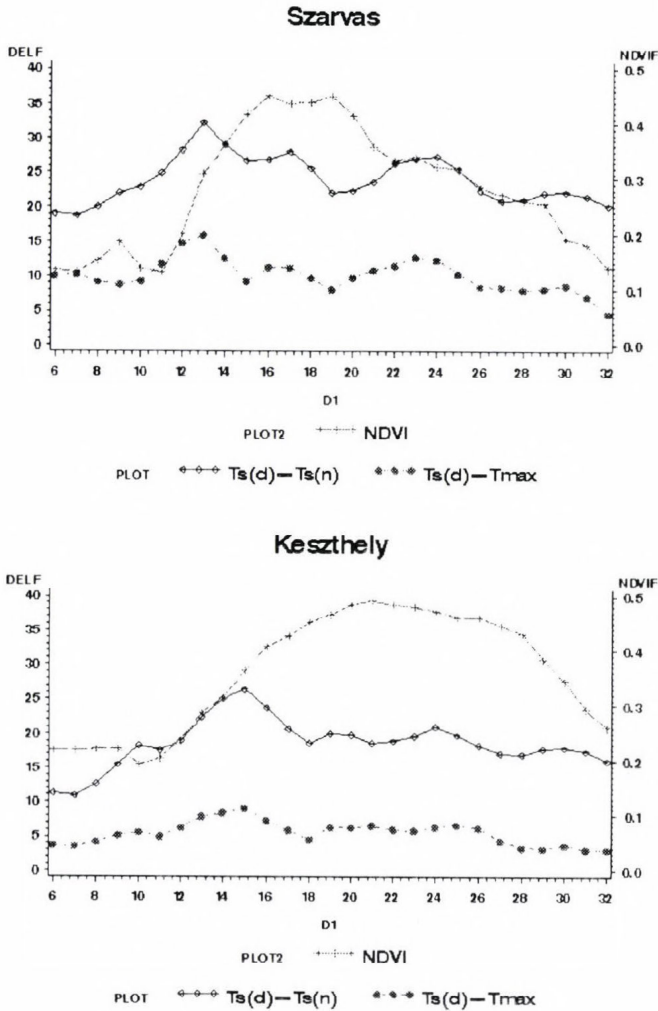 Szarvas
DELF NDVIF
40
35
30
25
20
15
10
5
0
0.5
0.4
0.3
0.2
0.1
0.0
6 8 10 12 14 16 18 20 22 24 26 28 30 32
D1
PLOT2 NDVI
PLOT Ts(d)—Ts(n) Ts(d)—Tmax
Keszthely
DELF NDVIF
40
35
30
25
20
15
10
5
0
0.5
0.4
0.3
0.2
0.1
0.0
6 8 10 12 14 16 18 20 22 24 26 28 30 32
D1
PLOT2 NDVI
PLOT Ts(d)—Ts(n) Ts(d)—Tmax